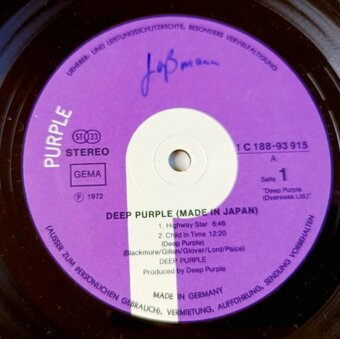 URHEBER- UND LEISTUNGSSCHUTZRECHTE, BESONDERS VERVIELFÄLTIGUNG
PURPLE
ST 33
STEREO
GEMA
℗ 1972
1 C 188-93 915
A
Seite 1
"Deep Purple
(Overseas Ltd.)"
DEEP PURPLE (MADE IN JAPAN)
1. Highway Star 6:46
2. Child in Time 12:20
(Deep Purple)
(Blackmore/Gillan/Glover/Lord/Paice)
DEEP PURPLE
Produced by Deep Purple
MADE IN GERMANY
(AUSSER ZUM PERSÖNLICHEN GEBRAUCH), VERMIETUNG, AUFFÜHRUNG, SENDUNG VORBEHALTEN